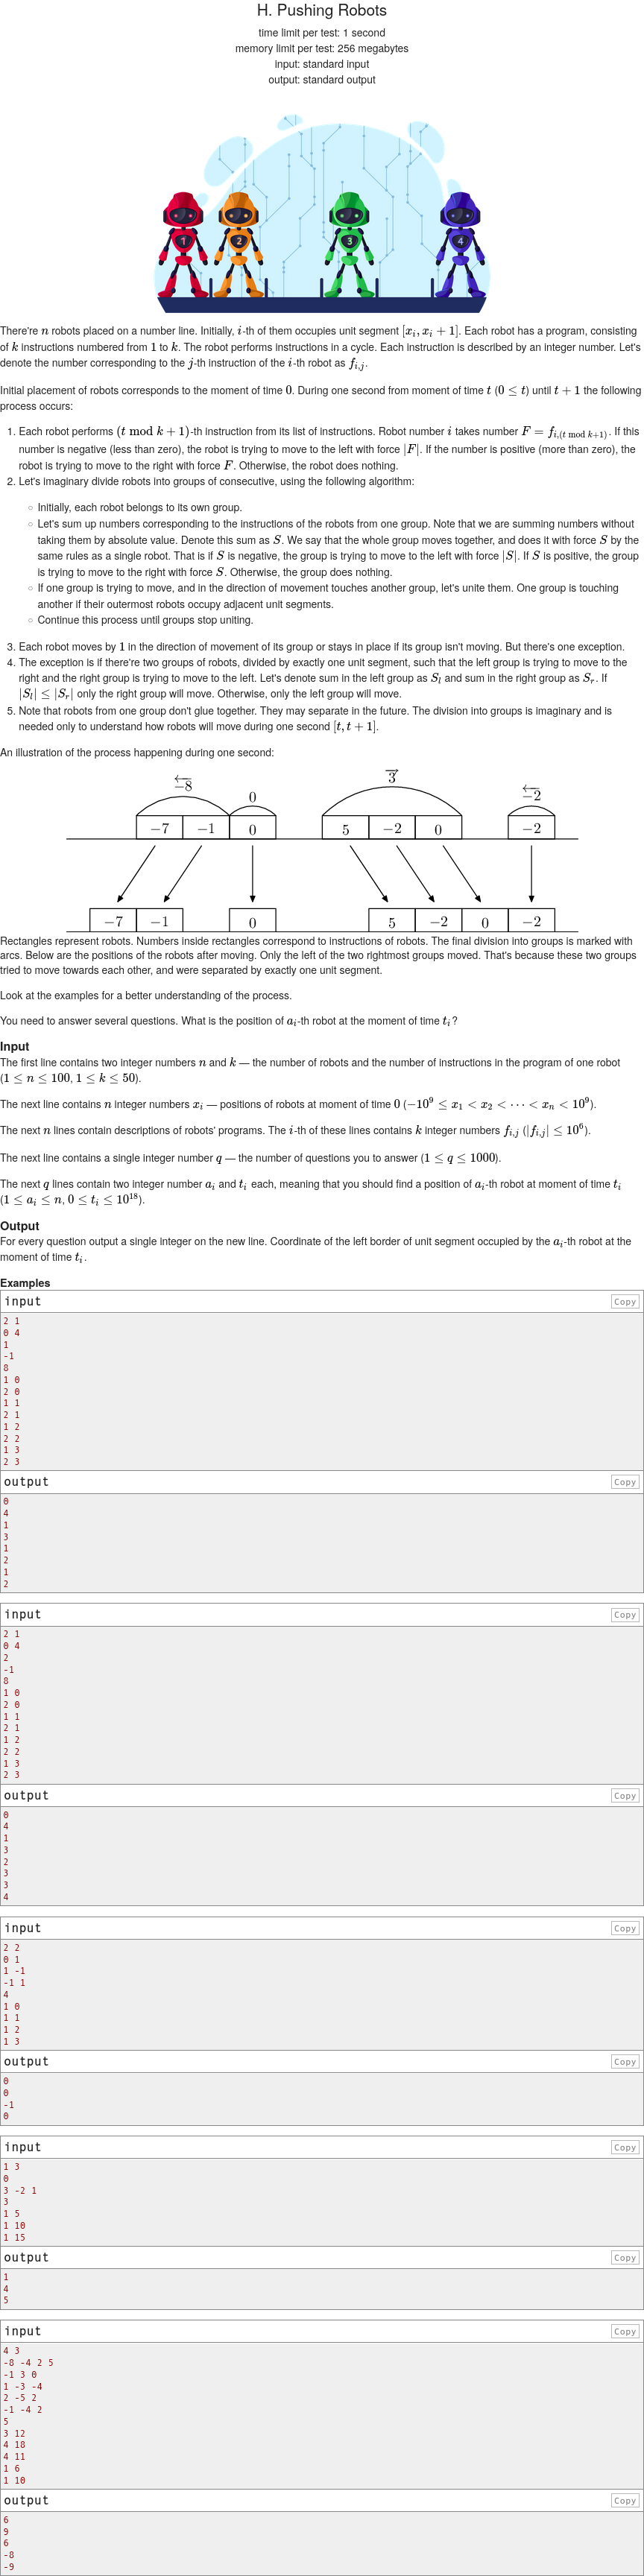 H. Pushing Robots
time limit per test: 1 second
memory limit per test: 256 megabytes
input: standard input
output: standard output
1 2 3 4
There're n robots placed on a number line. Initially, i-th of them occupies unit segment [x_i, x_i + 1]. Each robot has a program, consisting
of k instructions numbered from 1 to k. The robot performs instructions in a cycle. Each instruction is described by an integer number. Let's
denote the number corresponding to the j-th instruction of the i-th robot as f_{i,j}.
Initial placement of robots corresponds to the moment of time 0. During one second from moment of time t (0 ≤ t) until t + 1 the following
process occurs:
1. Each robot performs (t mod k + 1)-th instruction from its list of instructions. Robot number i takes number F = f_{i,(t mod k+1)}. If this
number is negative (less than zero), the robot is trying to move to the left with force |F|. If the number is positive (more than zero), the
robot is trying to move to the right with force F. Otherwise, the robot does nothing.
2. Let's imaginary divide robots into groups of consecutive, using the following algorithm:
○ Initially, each robot belongs to its own group.
○ Let's sum up numbers corresponding to the instructions of the robots from one group. Note that we are summing numbers without
taking them by absolute value. Denote this sum as S. We say that the whole group moves together, and does it with force S by the
same rules as a single robot. That is if S is negative, the group is trying to move to the left with force |S|. If S is positive, the group
is trying to move to the right with force S. Otherwise, the group does nothing.
○ If one group is trying to move, and in the direction of movement touches another group, let's unite them. One group is touching
another if their outermost robots occupy adjacent unit segments.
○ Continue this process until groups stop uniting.
3. Each robot moves by 1 in the direction of movement of its group or stays in place if its group isn't moving. But there's one exception.
4. The exception is if there're two groups of robots, divided by exactly one unit segment, such that the left group is trying to move to the
right and the right group is trying to move to the left. Let's denote sum in the left group as S_l and sum in the right group as S_r. If
|S_l| ≤ |S_r| only the right group will move. Otherwise, only the left group will move.
5. Note that robots from one group don't glue together. They may separate in the future. The division into groups is imaginary and is
needed only to understand how robots will move during one second [t, t + 1].
An illustration of the process happening during one second:
-8 0 3 -2
-7 -1 0 5 -2 0 -2
-7 -1 0 5 -2 0 -2
Rectangles represent robots. Numbers inside rectangles correspond to instructions of robots. The final division into groups is marked with
arcs. Below are the positions of the robots after moving. Only the left of the two rightmost groups moved. That's because these two groups
tried to move towards each other, and were separated by exactly one unit segment.
Look at the examples for a better understanding of the process.
You need to answer several questions. What is the position of a_i-th robot at the moment of time t_i?
Input
The first line contains two integer numbers n and k — the number of robots and the number of instructions in the program of one robot
(1 ≤ n ≤ 100, 1 ≤ k ≤ 50).
The next line contains n integer numbers x_i — positions of robots at moment of time 0 (−10^9 ≤ x_1 < x_2 < ⋯ < x_n < 10^9).
The next n lines contain descriptions of robots' programs. The i-th of these lines contains k integer numbers f_{i,j} (|f_{i,j}| ≤ 10^6).
The next line contains a single integer number q — the number of questions you to answer (1 ≤ q ≤ 1000).
The next q lines contain two integer number a_i and t_i each, meaning that you should find a position of a_i-th robot at moment of time t_i
(1 ≤ a_i ≤ n, 0 ≤ t_i ≤ 10^18).
Output
For every question output a single integer on the new line. Coordinate of the left border of unit segment occupied by the a_i-th robot at the
moment of time t_i.
Examples
input Copy
2 1
0 4
1
-1
8
1 0
2 0
1 1
2 1
1 2
2 2
1 3
2 3
output Copy
0
4
1
3
1
2
1
2
input Copy
2 1
0 4
2
-1
8
1 0
2 0
1 1
2 1
1 2
2 2
1 3
2 3
output Copy
0
4
1
3
2
3
3
4
input Copy
2 2
0 1
1 -1
-1 1
4
1 0
1 1
1 2
1 3
output Copy
0
0
-1
0
input Copy
1 3
0
3 -2 1
3
1 5
1 10
1 15
output Copy
1
4
5
input Copy
4 3
-8 -4 2 5
-1 3 0
1 -3 -4
2 -5 2
-1 -4 2
5
3 12
4 18
4 11
1 6
1 10
output Copy
6
9
6
-8
-9